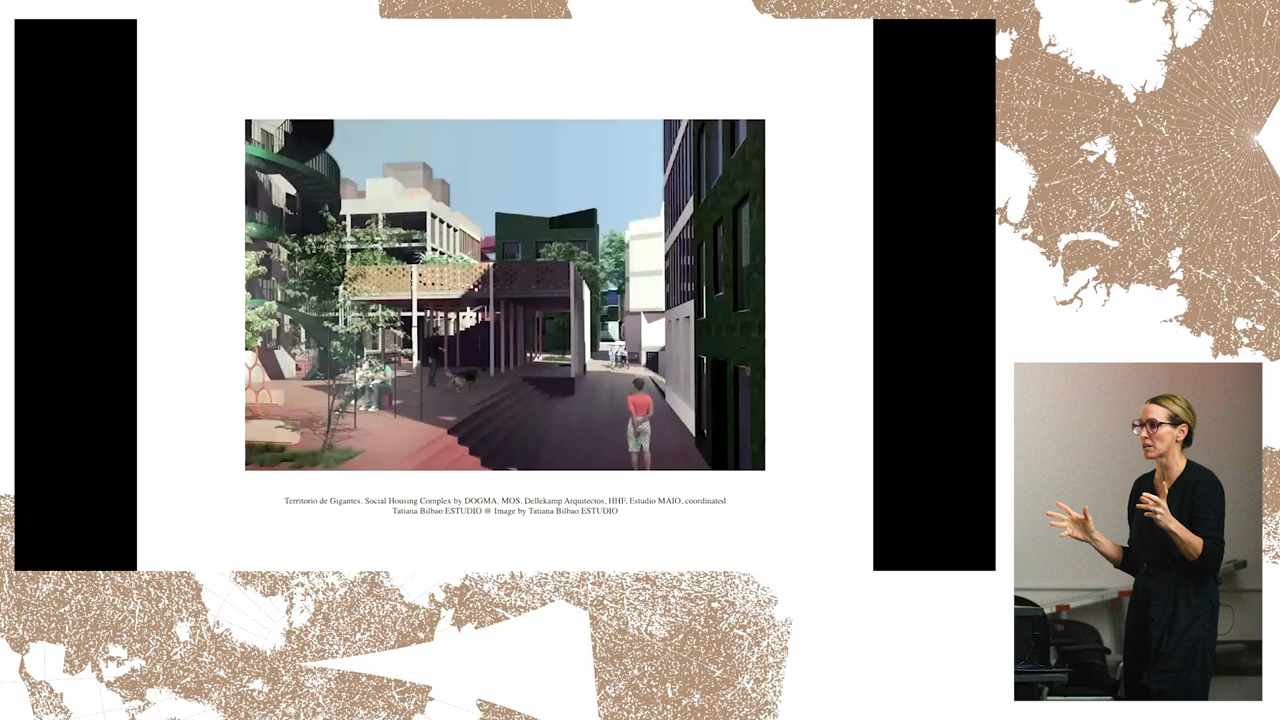 Territorio de Gigantes, Social Housing Complex by DOGMA, MOS, Dellekamp Arquitectos, HHF, Estudio MAIO, coordinated
Tatiana Bilbao ESTUDIO @ Image by Tatiana Bilbao ESTUDIO